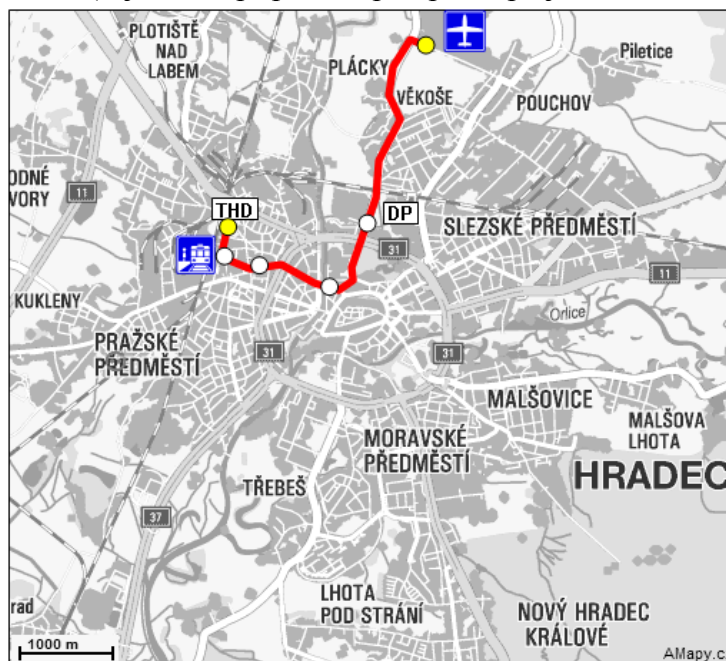 PLOTIŠTĚ
NAD
LABEM
PLÁCKY
VĚKOŠE
Piletice
POUCHOV
11
ODNÉ
VORY
THD
DP
SLEZSKÉ PŘEDMĚSTÍ
31
11
KUKLENY
Orlice
PRAŽSKÉ
PŘEDMĚSTÍ
31
31
MALŠOVICE
MALŠOVA
LHOTA
MORAVSKÉ
PŘEDMĚSTÍ
HRADEC
TŘEBEŠ
37
LHOTA
POD STRÁNÍ
NOVÝ HRADEC
KRÁLOVÉ
rad
1000 m
AMapy.c